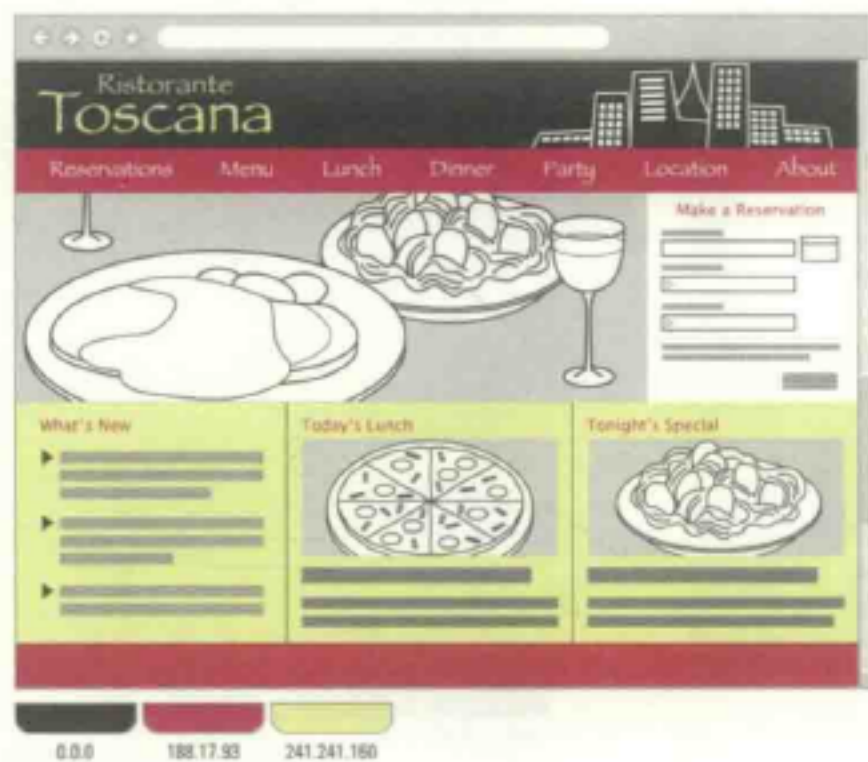 Ristorante
Toscana
Reservations Menu Lunch Dinner Party Location About
Make a Reservation
What's New
Today's Lunch
Tonight's Special
0.0.0 188.17.93 241.241.160